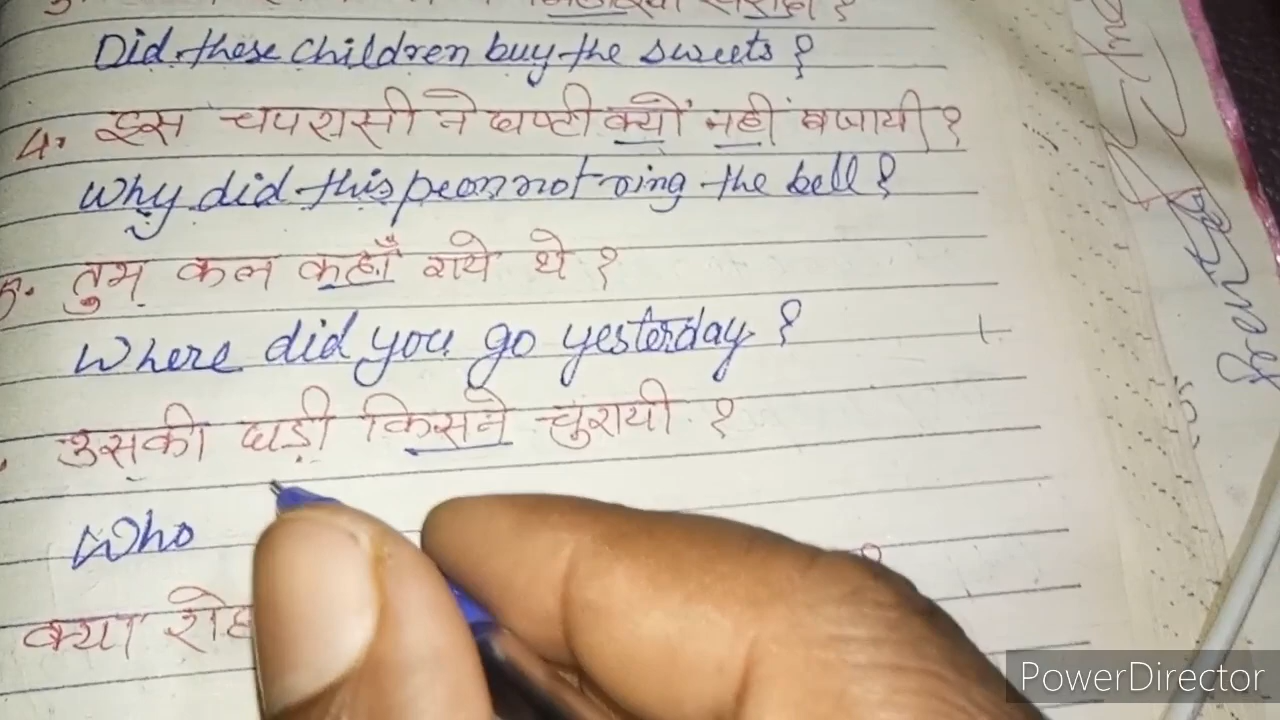 Did these children buy the sweets?
4. इस चपरासी ने घण्टी क्यों नहीं बजायी?
Why did this peon not ring the bell?
5. तुम कल कहाँ गये थे?
Where did you go yesterday?
उसकी घड़ी किसने चुरायी?
Who
क्या
PowerDirector